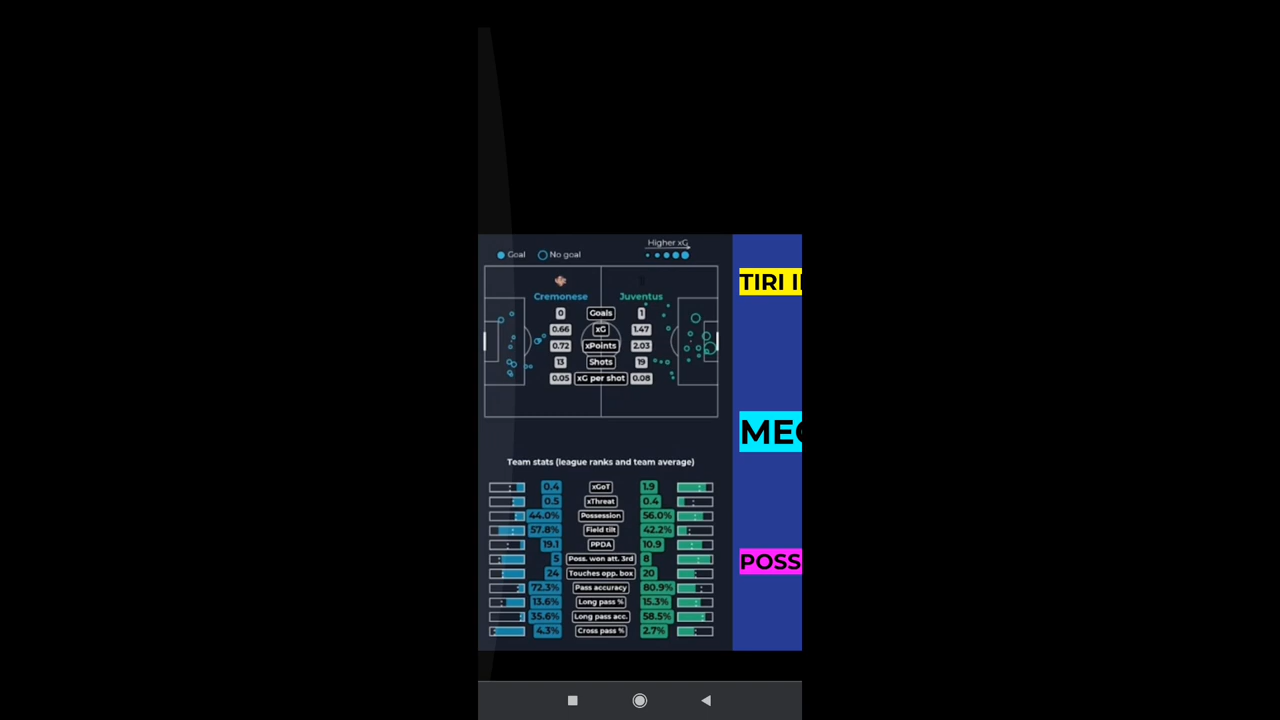 Higher xG
Goal No goal
Cremonese Juventus
0 Goals 1
0.66 xG 1.47
0.72 xPoints 2.03
13 Shots 19
0.05 xG per shot 0.08
Team stats (league ranks and team average)
0.4 xGoT 1.9
0.5 xThreat 0.4
44.0% Possession 56.0%
57.8% Field tilt 42.2%
19.1 PPDA 10.9
5 Poss. won att. 3rd 8
24 Touches opp. box 20
72.3% Pass accuracy 80.9%
13.6% Long pass % 15.3%
35.6% Long pass acc. 58.5%
4.3% Cross pass % 2.7%
TIRI
POSS